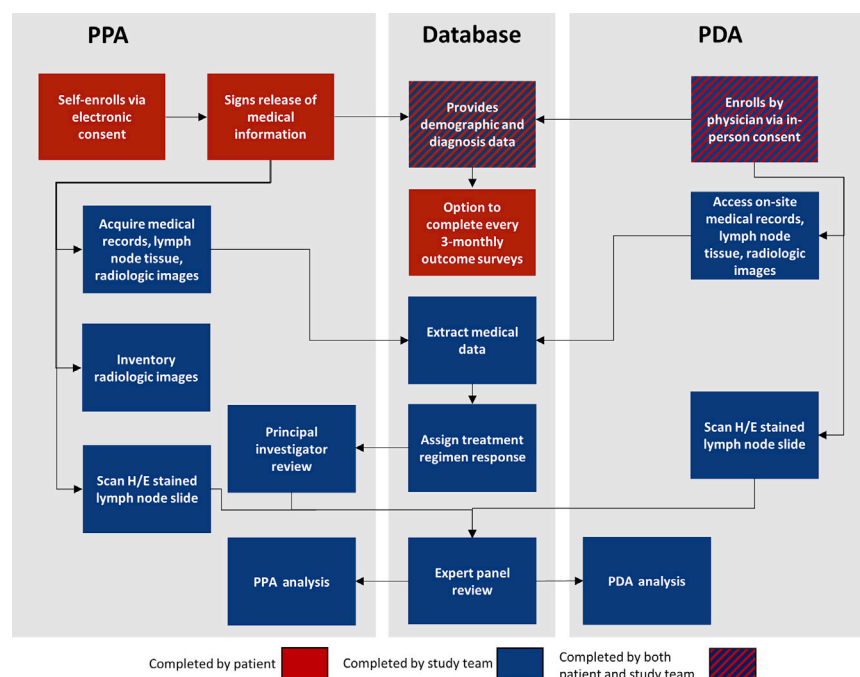 PPA
Database
PDA
Self-enrolls via
electronic
consent
Signs release of
medical
information
Provides
demographic and
diagnosis data
Enrolls by
physician via in-
person consent
Option to
complete every
3-monthly
outcome surveys
Acquire medical
records, lymph
node tissue,
radiologic images
Access on-site
medical records,
lymph node
tissue, radiologic
images
Extract medical
data
Inventory
radiologic images
Principal
investigator
review
Assign treatment
regimen response
Scan H/E stained
lymph node slide
Scan H/E stained
lymph node slide
PPA analysis
Expert panel
review
PDA analysis
Completed by patient
Completed by study team
Completed by both
patient and study team